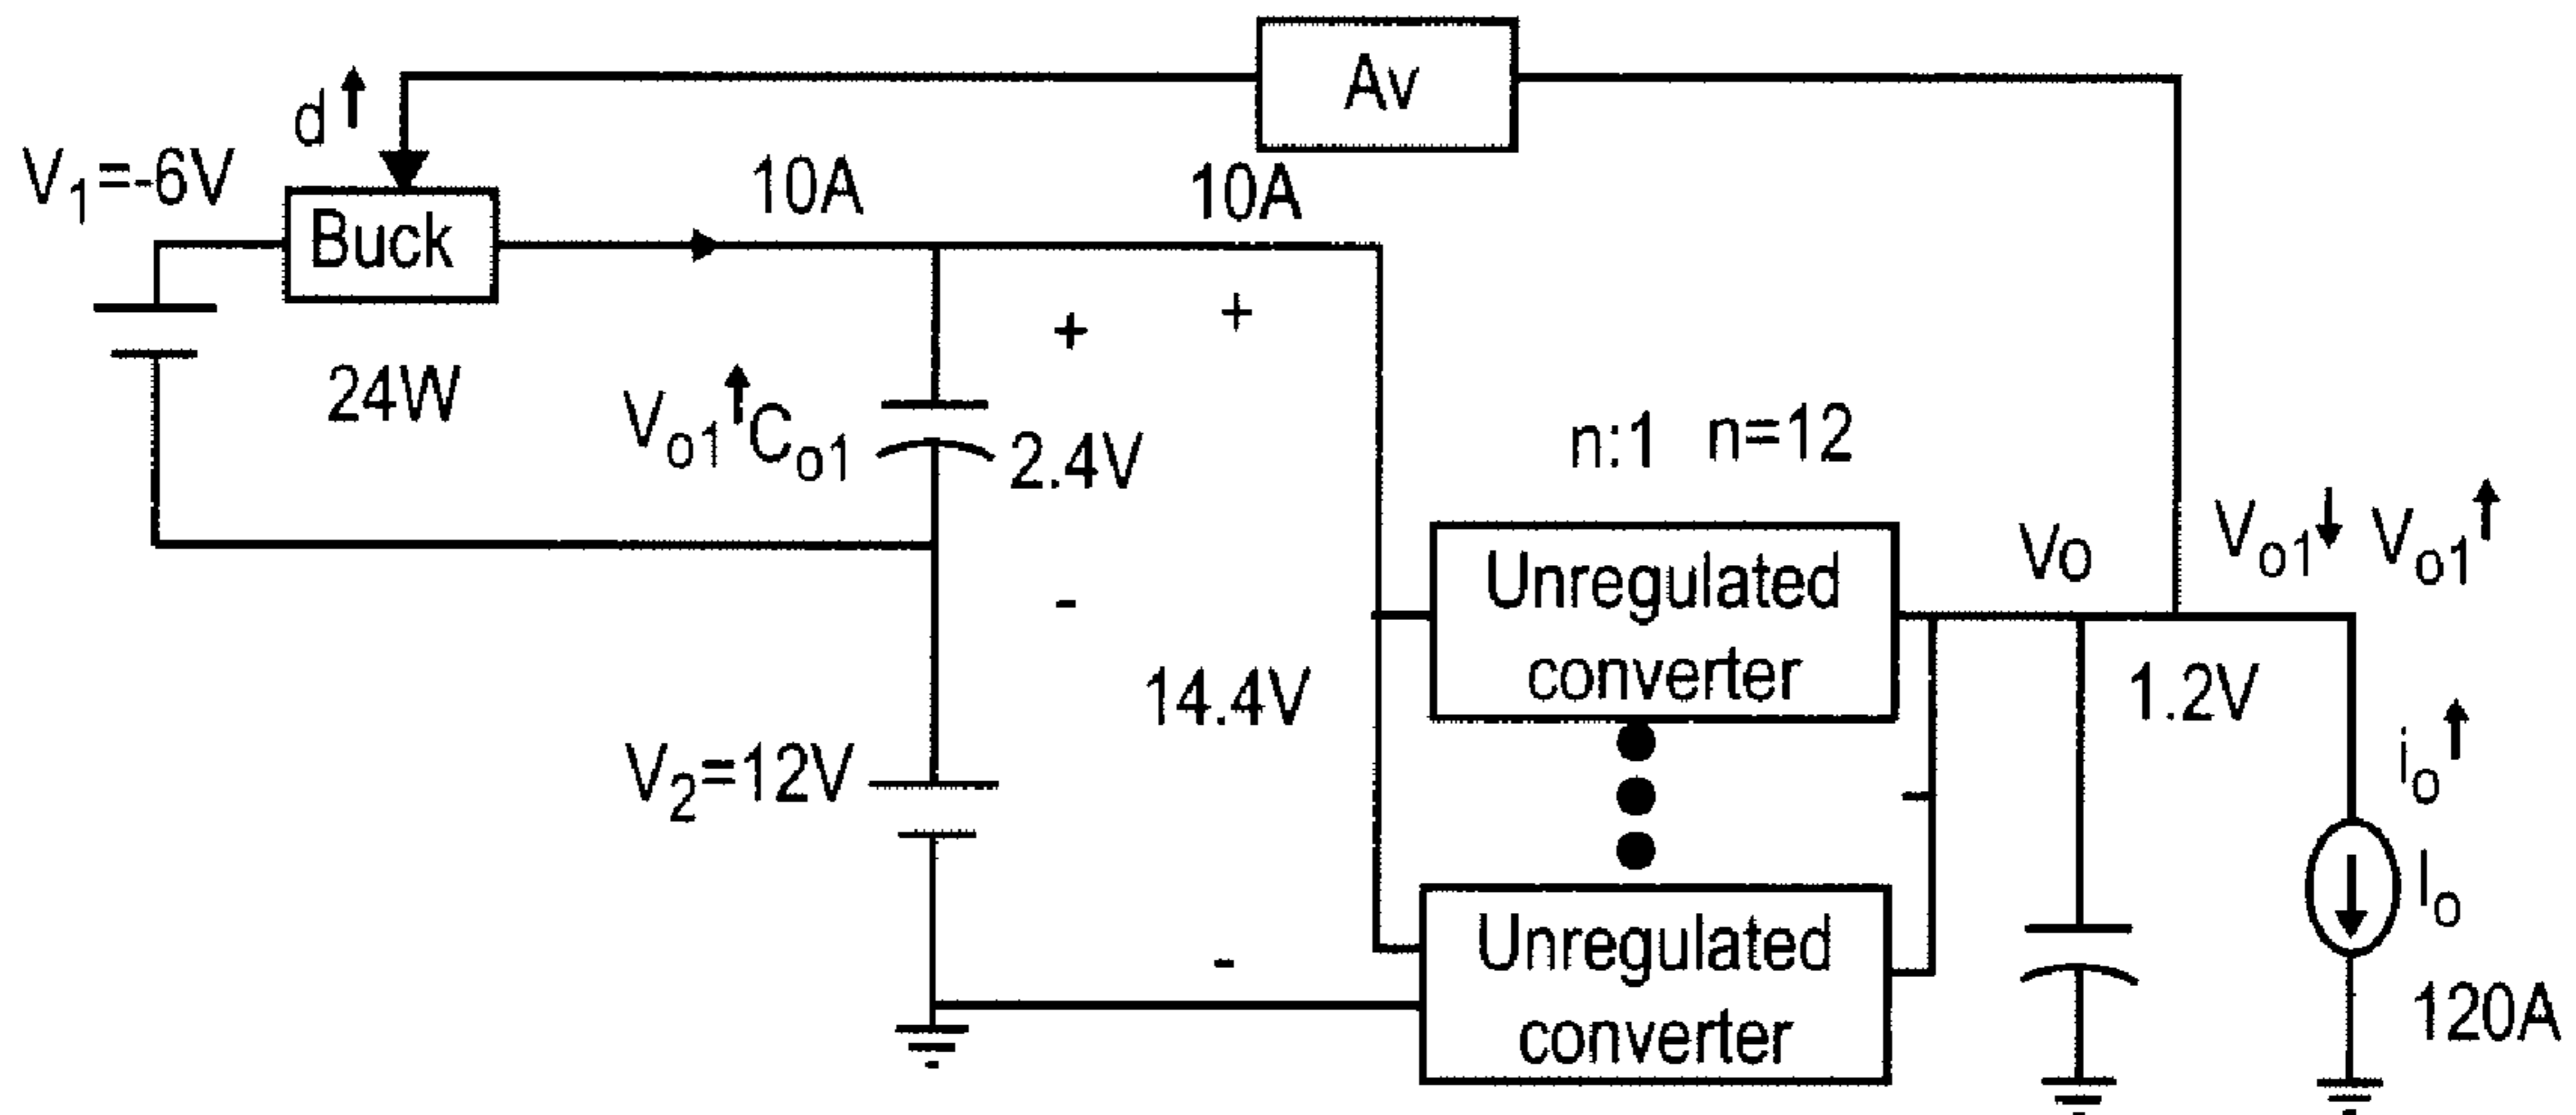 Av
d↑
V₁=-6V
Buck
10A
10A
+
+
24W
Vₒ₁↑
Cₒ₁
2.4V
n:1 n=12
Unregulated
converter
Vo
Vₒ₁↓ Vₒ₁↑
-
14.4V
1.2V
V₂=12V
iₒ↑
Iₒ
-
Unregulated
converter
120A